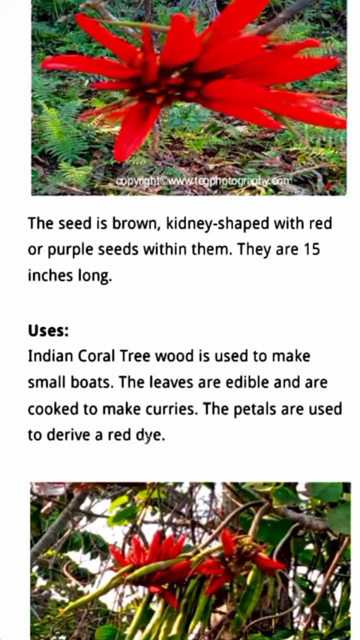 copyright©www.tegphotography.com
The seed is brown, kidney-shaped with red
or purple seeds within them. They are 15
inches long.
Uses:
Indian Coral Tree wood is used to make
small boats. The leaves are edible and are
cooked to make curries. The petals are used
to derive a red dye.